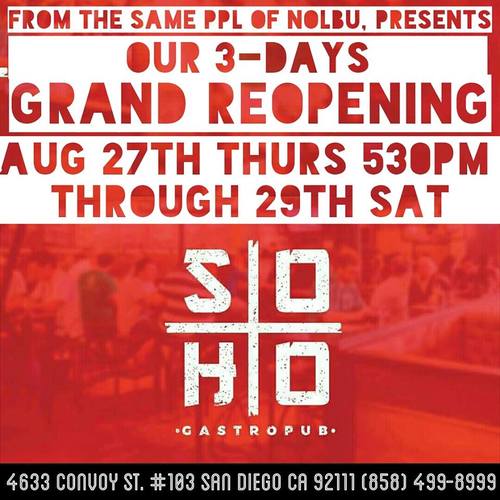 FROM THE SAME PPL OF NOLBU, PRESENTS
OUR 3-DAYS
GRAND REOPENING
AUG 27TH THURS 530PM
THROUGH 29TH SAT
SO
HO
•GASTROPUB•
4633 CONVOY ST. #103 SAN DIEGO CA 92111 (858) 499-8999